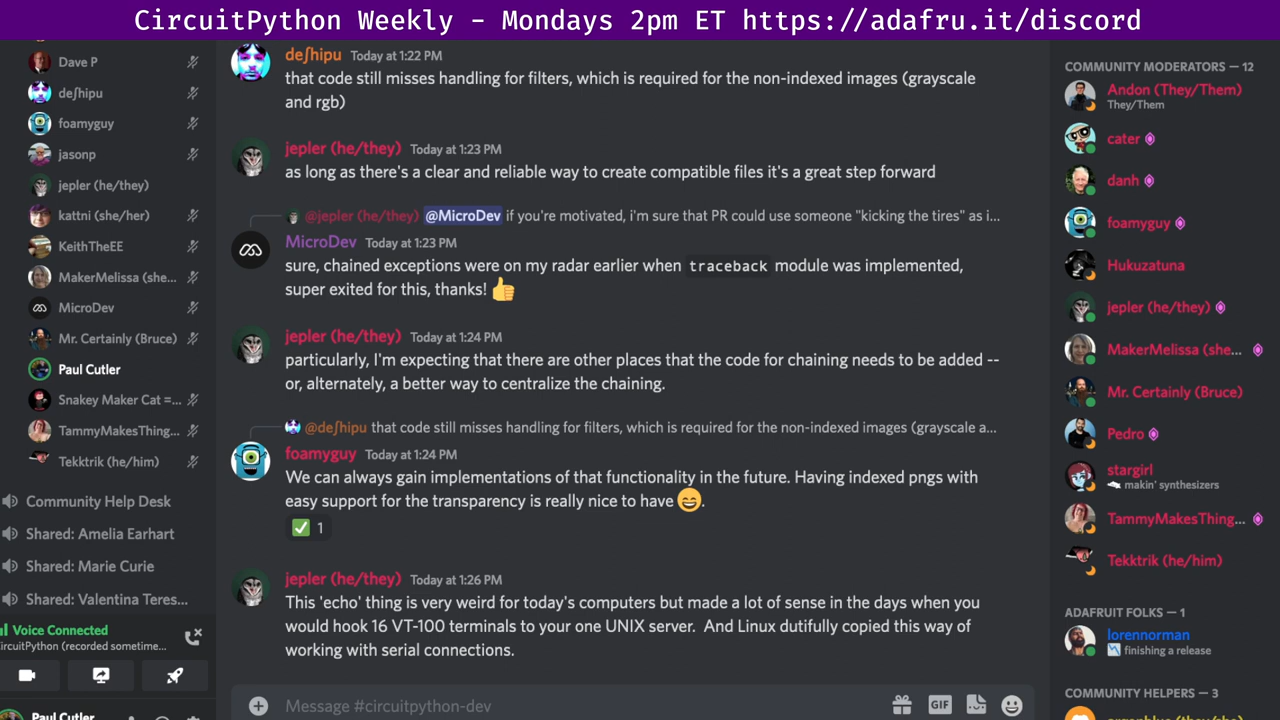 CircuitPython Weekly - Mondays 2pm ET https://adafru.it/discord
Dave P
de∫hipu
foamyguy
jasonp
jepler (he/they)
kattni (she/her)
KeithTheEE
MakerMelissa (she...
MicroDev
Mr. Certainly (Bruce)
Paul Cutler
Snakey Maker Cat =...
TammyMakesThing...
Tekktrik (he/him)
Community Help Desk
Shared: Amelia Earhart
Shared: Marie Curie
Shared: Valentina Teres...
Voice Connected
CircuitPython (recorded sometime...
Paul Cutler
de∫hipu Today at 1:22 PM
that code still misses handling for filters, which is required for the non-indexed images (grayscale
and rgb)
jepler (he/they) Today at 1:23 PM
as long as there's a clear and reliable way to create compatible files it's a great step forward
@jepler (he/they) @MicroDev if you're motivated, i'm sure that PR could use someone "kicking the tires" as i...
MicroDev Today at 1:23 PM
sure, chained exceptions were on my radar earlier when traceback module was implemented,
super exited for this, thanks! 👍
jepler (he/they) Today at 1:24 PM
particularly, I'm expecting that there are other places that the code for chaining needs to be added --
or, alternately, a better way to centralize the chaining.
@de∫hipu that code still misses handling for filters, which is required for the non-indexed images (grayscale a...
foamyguy Today at 1:24 PM
We can always gain implementations of that functionality in the future. Having indexed pngs with
easy support for the transparency is really nice to have 😄.
✅ 1
jepler (he/they) Today at 1:26 PM
This 'echo' thing is very weird for today's computers but made a lot of sense in the days when you
would hook 16 VT-100 terminals to your one UNIX server. And Linux dutifully copied this way of
working with serial connections.
Message #circuitpython-dev
GIF
COMMUNITY MODERATORS — 12
Andon (They/Them)
They/Them
cater
danh
foamyguy
Hukuzatuna
jepler (he/they)
MakerMelissa (she...
Mr. Certainly (Bruce)
Pedro
stargirl
makin' synthesizers
TammyMakesThing...
Tekktrik (he/him)
ADAFRUIT FOLKS — 1
lorennorman
finishing a release
COMMUNITY HELPERS — 3